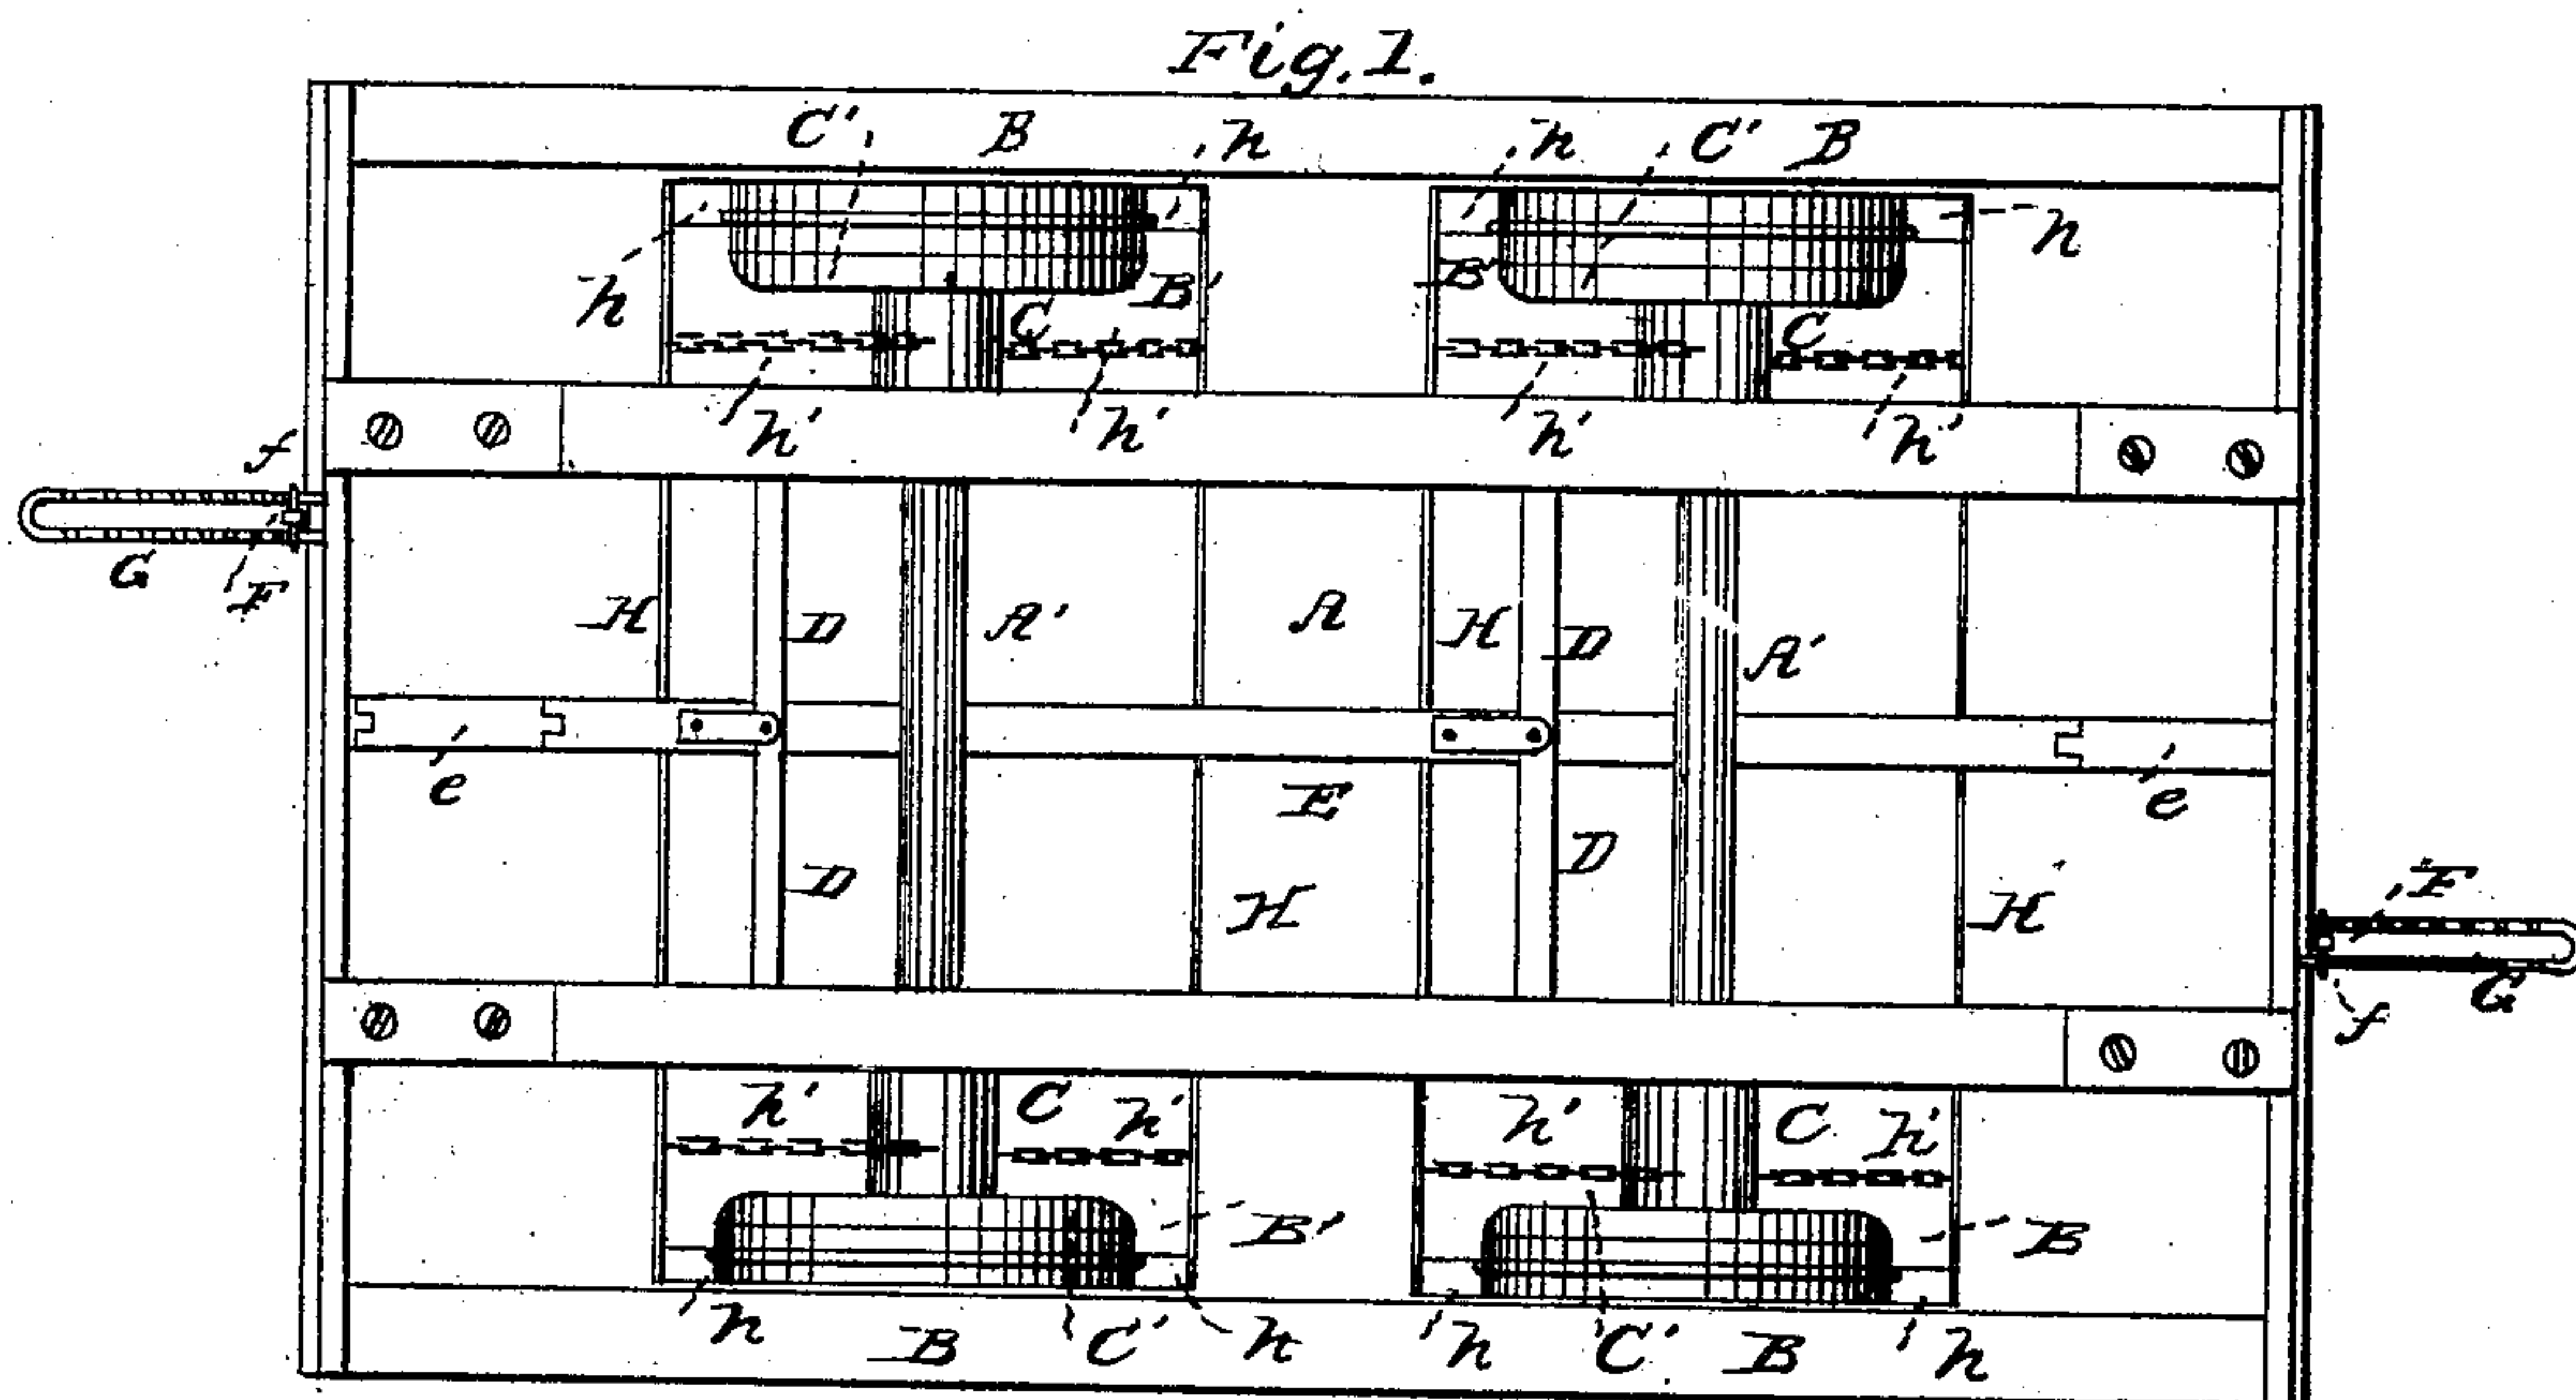 Fig. 1.
C' B h h C' B
h B' B' h
C C
h' h' h' h'
f
G F
H D A' A H D A'
e E e
D H D H F
G
f
h' C h' h' C h'
B' B
h B C' h h C' B h